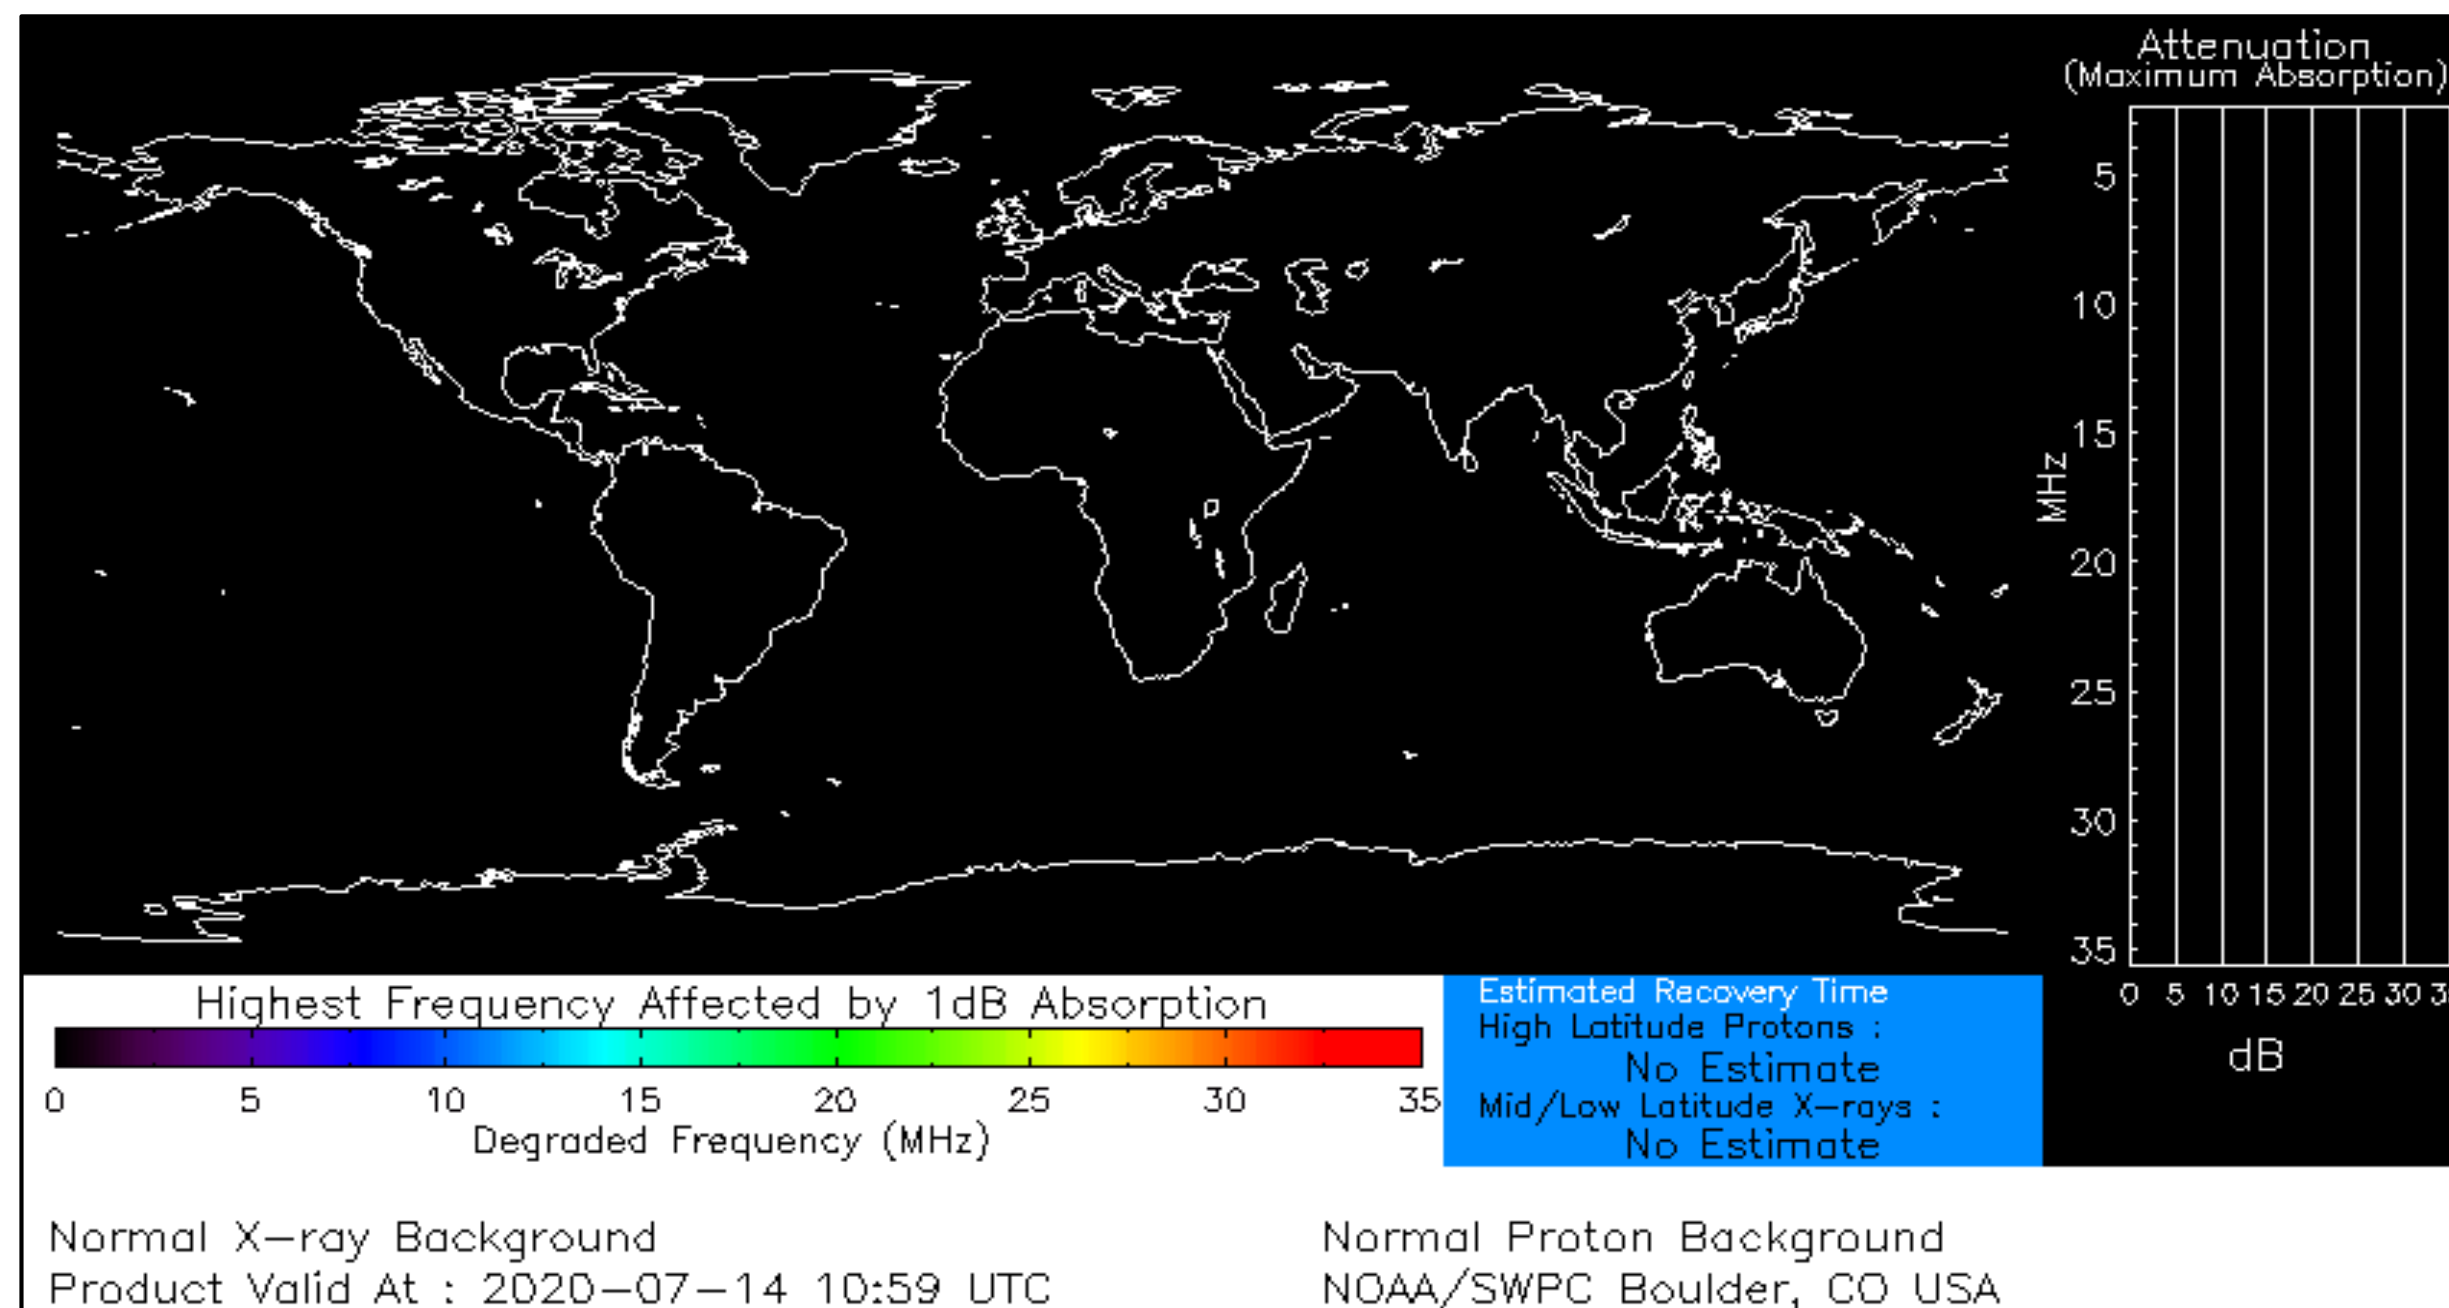 Attenuation
(Maximum Absorption)
5
10
15
20
25
30
35
MHz
0 5 10 15 20 25 30
dB
Highest Frequency Affected by 1dB Absorption
0 5 10 15 20 25 30 35
Degraded Frequency (MHz)
Estimated Recovery Time
High Latitude Protons :
No Estimate
Mid/Low Latitude X-rays :
No Estimate
Normal X-ray Background
Normal Proton Background
Product Valid At : 2020-07-14 10:59 UTC
NOAA/SWPC Boulder, CO USA